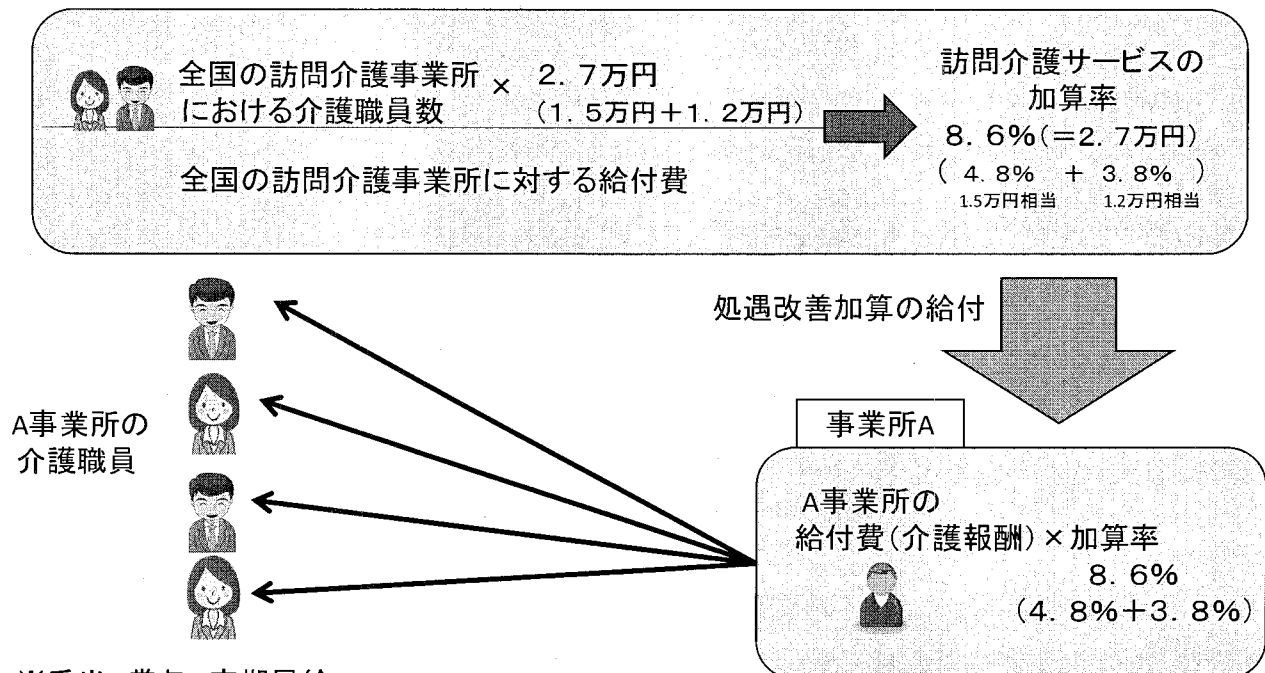 全国の訪問介護事業所
における介護職員数
×
2.7万円
(1.5万円+1.2万円)
全国の訪問介護事業所に対する給付費
訪問介護サービスの
加算率
8.6%(=2.7万円)
( 4.8% + 3.8% )
1.5万円相当 1.2万円相当
処遇改善加算の給付
A事業所の
介護職員
事業所A
A事業所の
給付費(介護報酬)×加算率
8.6%
(4.8%+3.8%)